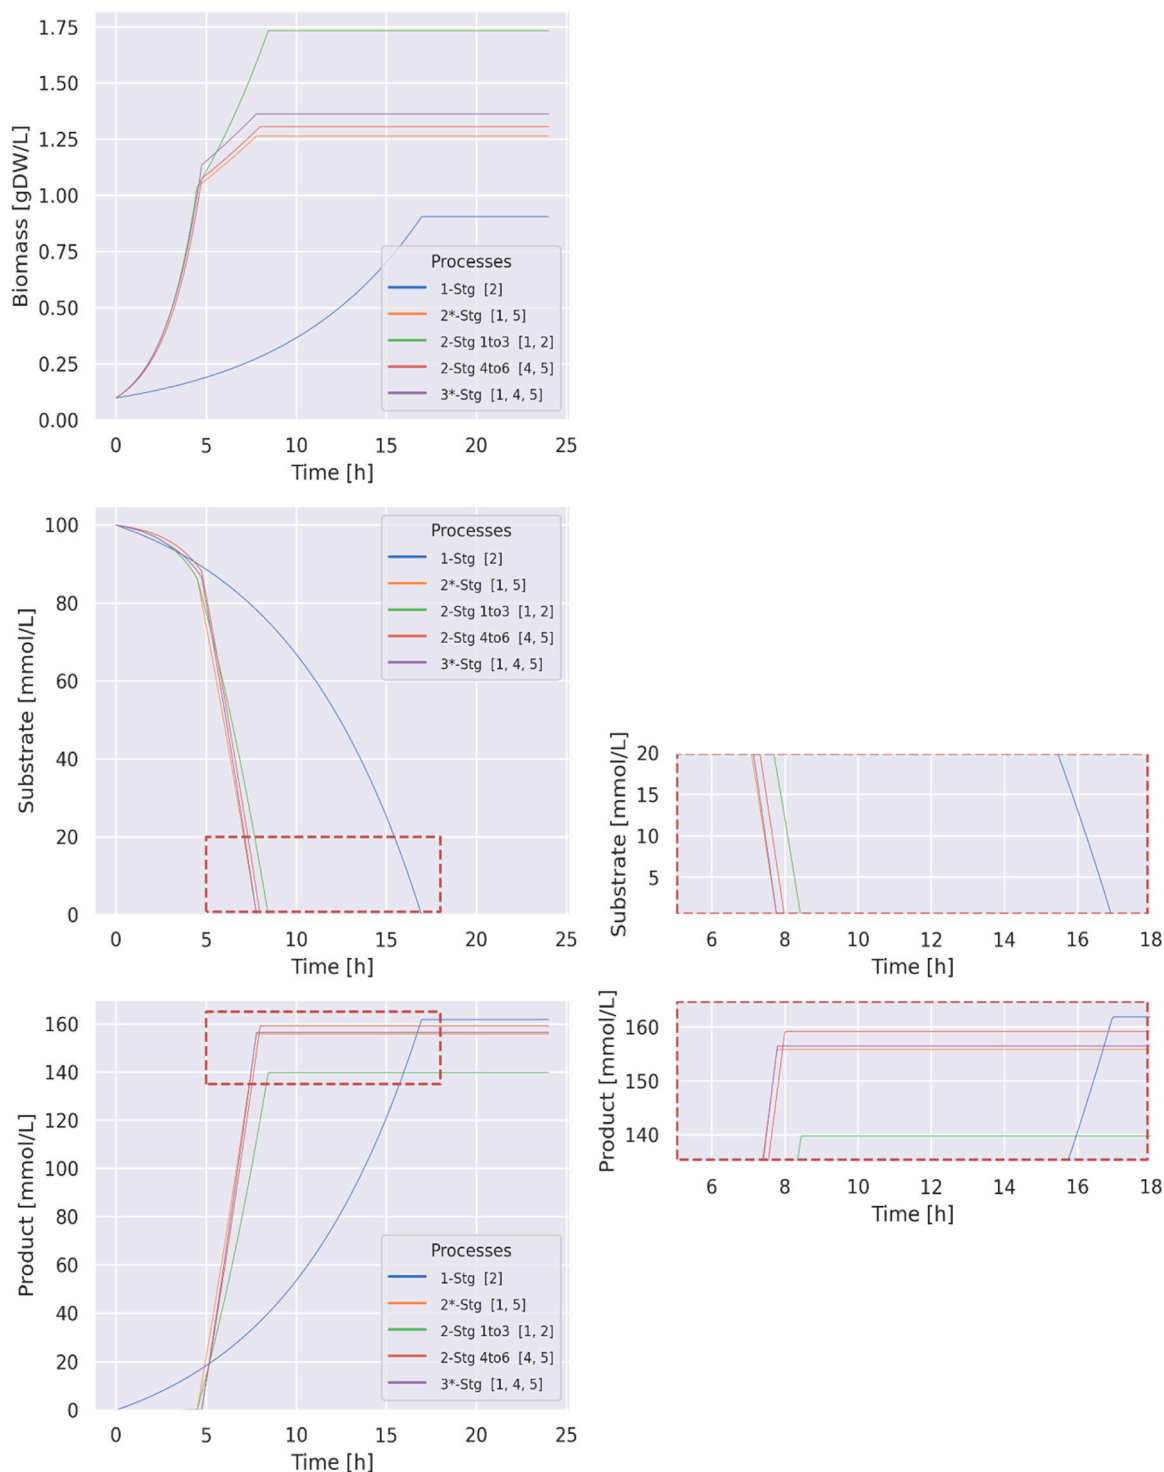 Biomass [gDW/L]
1.75
1.50
1.25
1.00
0.75
0.50
0.25
0.00
Processes
1-Stg [2]
2*-Stg [1, 5]
2-Stg 1to3 [1, 2]
2-Stg 4to6 [4, 5]
3*-Stg [1, 4, 5]
0 5 10 15 20 25
Time [h]
Substrate [mmol/L]
100
80
60
40
20
0
Processes
1-Stg [2]
2*-Stg [1, 5]
2-Stg 1to3 [1, 2]
2-Stg 4to6 [4, 5]
3*-Stg [1, 4, 5]
0 5 10 15 20 25
Time [h]
Substrate [mmol/L]
20
15
10
5
6 8 10 12 14 16 18
Time [h]
Product [mmol/L]
160
140
120
100
80
60
40
20
0
Processes
1-Stg [2]
2*-Stg [1, 5]
2-Stg 1to3 [1, 2]
2-Stg 4to6 [4, 5]
3*-Stg [1, 4, 5]
0 5 10 15 20 25
Time [h]
Product [mmol/L]
160
150
140
6 8 10 12 14 16 18
Time [h]